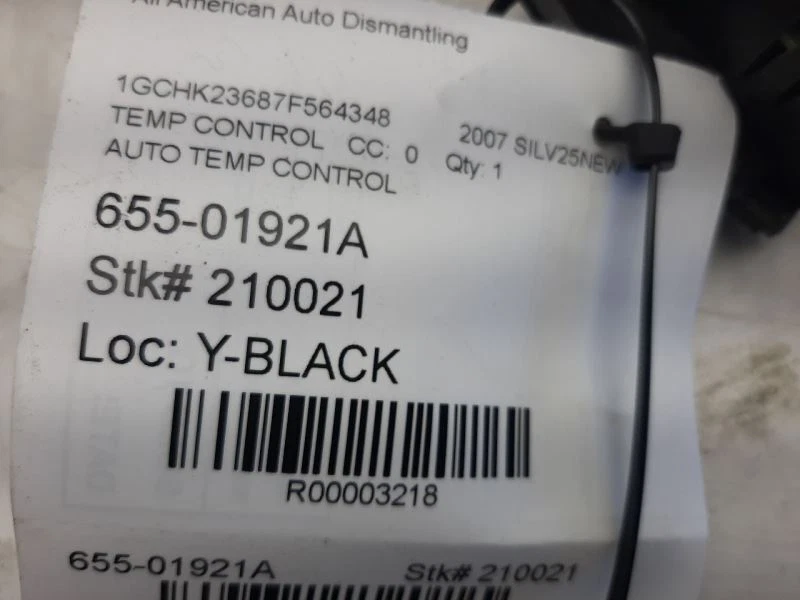 All American Auto Dismantling
1GCHK23687F564348
2007 SILV25NEW
TEMP CONTROL CC: 0 Qty: 1
AUTO TEMP CONTROL
655-01921A
Stk# 210021
Loc: Y-BLACK
R00003218
655-01921A Stk# 210021